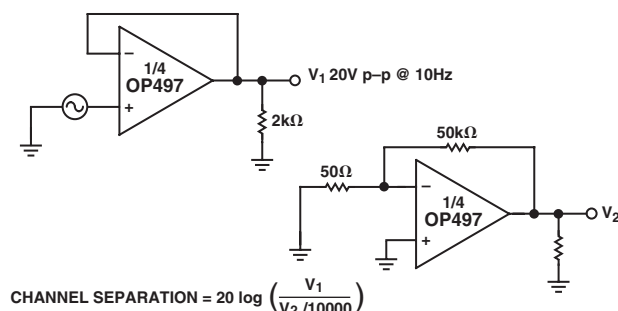 1/4
OP497
V1 20V p–p @ 10Hz
2kΩ
50kΩ
50Ω
1/4
OP497
V2
CHANNEL SEPARATION = 20 log ( V1 / V2 /10000 )